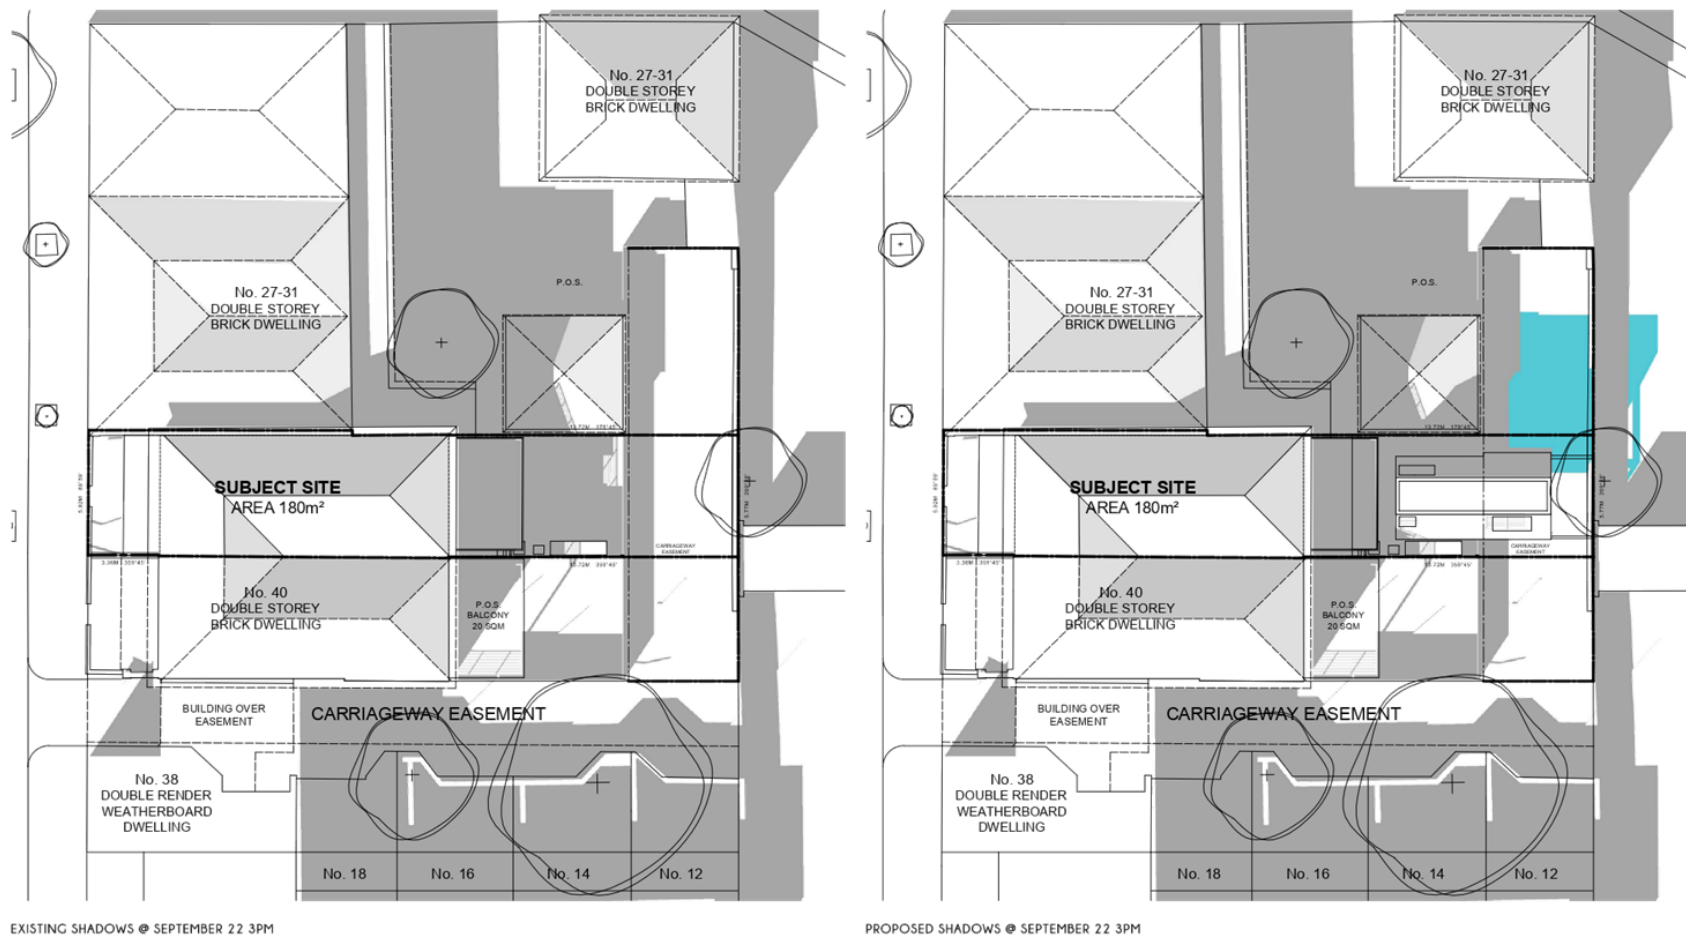 No. 27-31
DOUBLE STOREY
BRICK DWELLING
P.O.S.
No. 27-31
DOUBLE STOREY
BRICK DWELLING
SUBJECT SITE
AREA 180m²
CARRIAGEWAY
EASEMENT
No. 40
DOUBLE STOREY
BRICK DWELLING
P.O.S.
BALCONY
20 SQM
BUILDING OVER
EASEMENT
CARRIAGEWAY EASEMENT
No. 38
DOUBLE RENDER
WEATHERBOARD
DWELLING
No. 18
No. 16
No. 14
No. 12
EXISTING SHADOWS @ SEPTEMBER 22 3PM
No. 27-31
DOUBLE STOREY
BRICK DWELLING
P.O.S.
No. 27-31
DOUBLE STOREY
BRICK DWELLING
SUBJECT SITE
AREA 180m²
CARRIAGEWAY
EASEMENT
No. 40
DOUBLE STOREY
BRICK DWELLING
P.O.S.
BALCONY
20 SQM
BUILDING OVER
EASEMENT
CARRIAGEWAY EASEMENT
No. 38
DOUBLE RENDER
WEATHERBOARD
DWELLING
No. 18
No. 16
No. 14
No. 12
PROPOSED SHADOWS @ SEPTEMBER 22 3PM